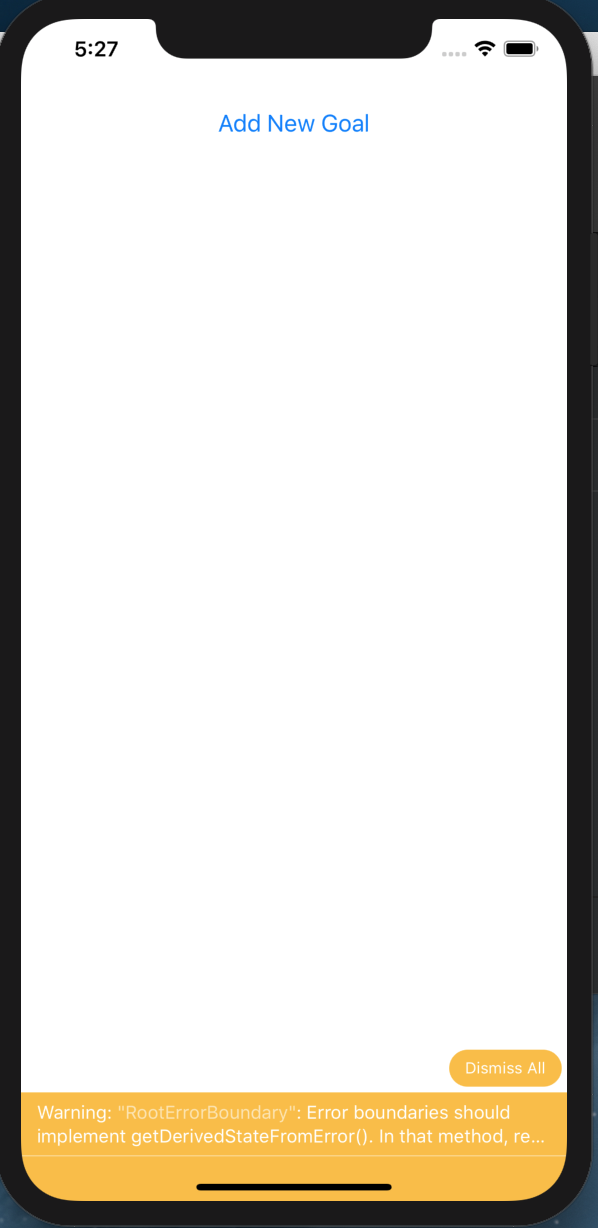 5:27
Add New Goal
Dismiss All
Warning: "RootErrorBoundary": Error boundaries should
implement getDerivedStateFromError(). In that method, re...